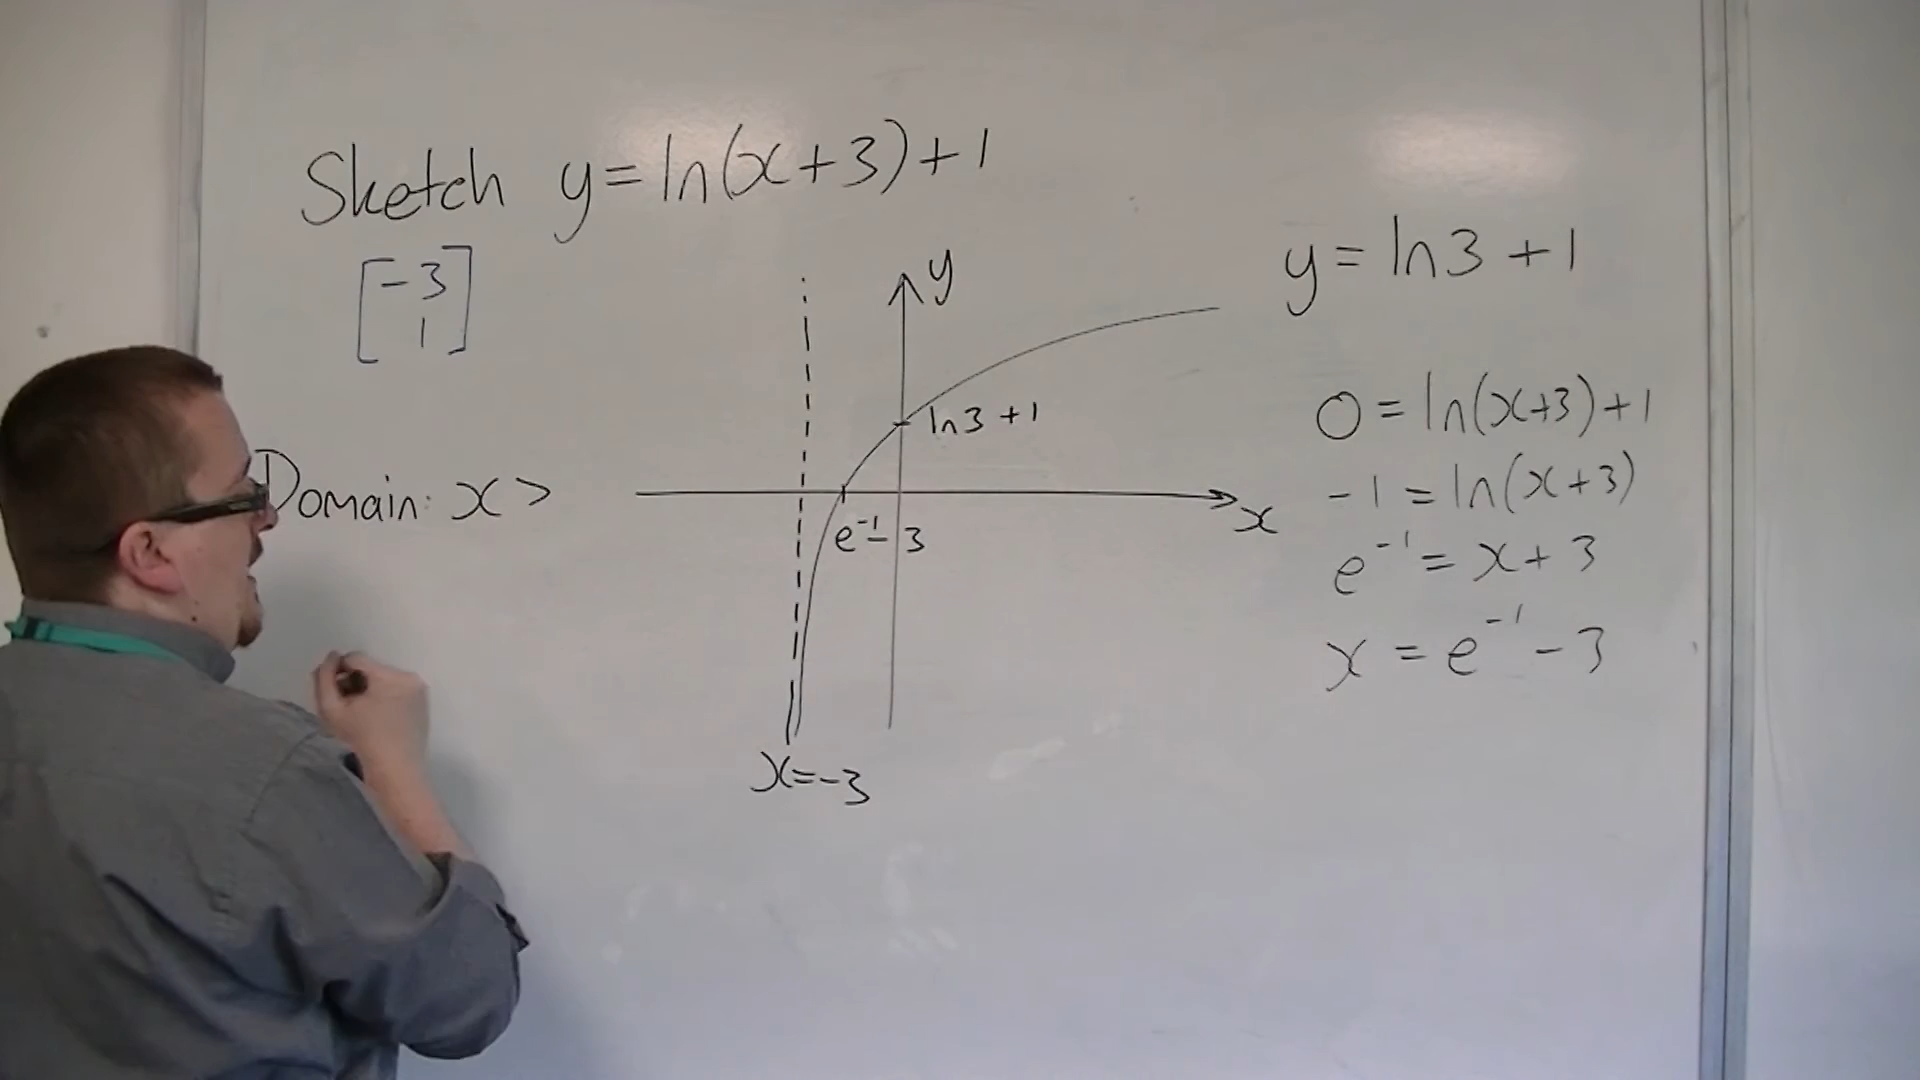 Sketch y=ln(x+3)+1
[-3
1]
Domain: x >
y
ln3+1
x
e⁻¹-3
x=-3
y = ln3 +1
0 = ln(x+3)+1
-1 = ln(x+3)
e⁻¹ = x+3
x = e⁻¹ -3